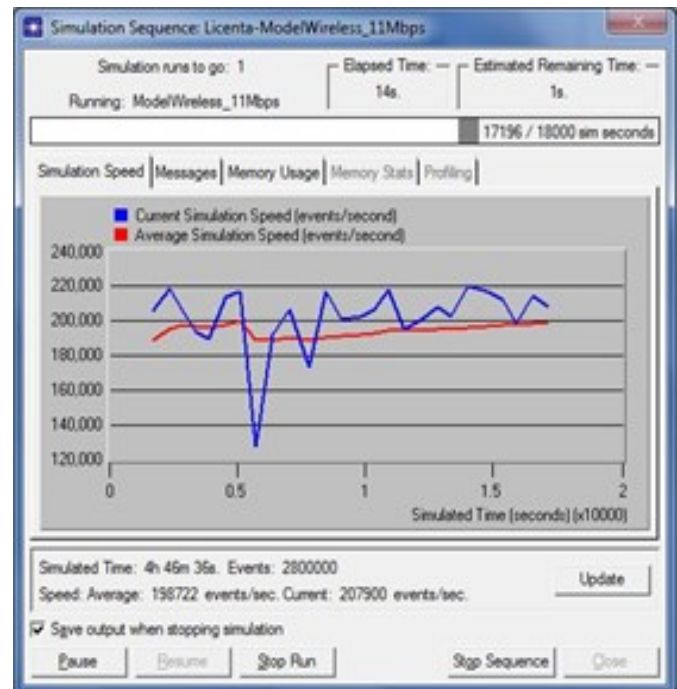 Simulation Sequence: Licenta-ModelWireless_11Mbps
Simulation runs to go: 1
Running: ModelWireless_11Mbps
Elapsed Time:
14s.
Estimated Remaining Time:
1s.
17196 / 18000 sim seconds
Simulation Speed Messages Memory Usage Memory Stats Profiling
Current Simulation Speed (events/second)
Average Simulation Speed (events/second)
240,000
220,000
200,000
180,000
160,000
140,000
120,000
0 0.5 1 1.5 2
Simulated Time (seconds) (x10000)
Simulated Time: 4h 46m 36s. Events: 2800000
Speed: Average: 198722 events/sec. Current: 207900 events/sec.
Update
Save output when stopping simulation
Pause Resume Stop Run Stop Sequence Close